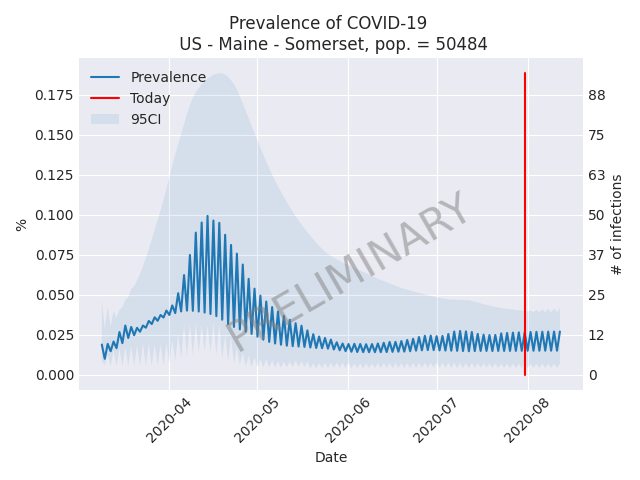 Prevalence of COVID-19
US - Maine - Somerset, pop. = 50484
Prevalence
Today
95CI
0.175
0.150
0.125
0.100
0.075
0.050
0.025
0.000
%
88
75
63
50
37
25
12
0
# of infections
PRELIMINARY
2020-04
2020-05
2020-06
2020-07
2020-08
Date